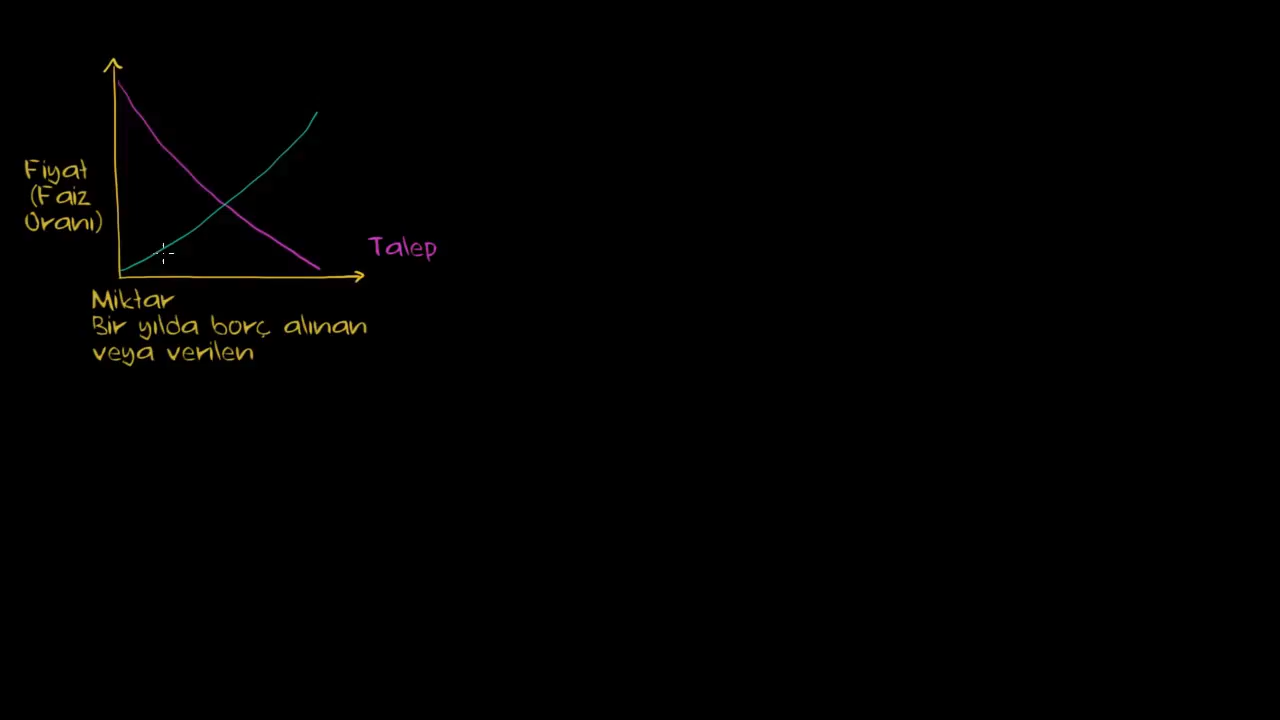 Fiyat
(Faiz
Oranı)
Talep
Miktar
Bir yılda borç alınan
veya verilen